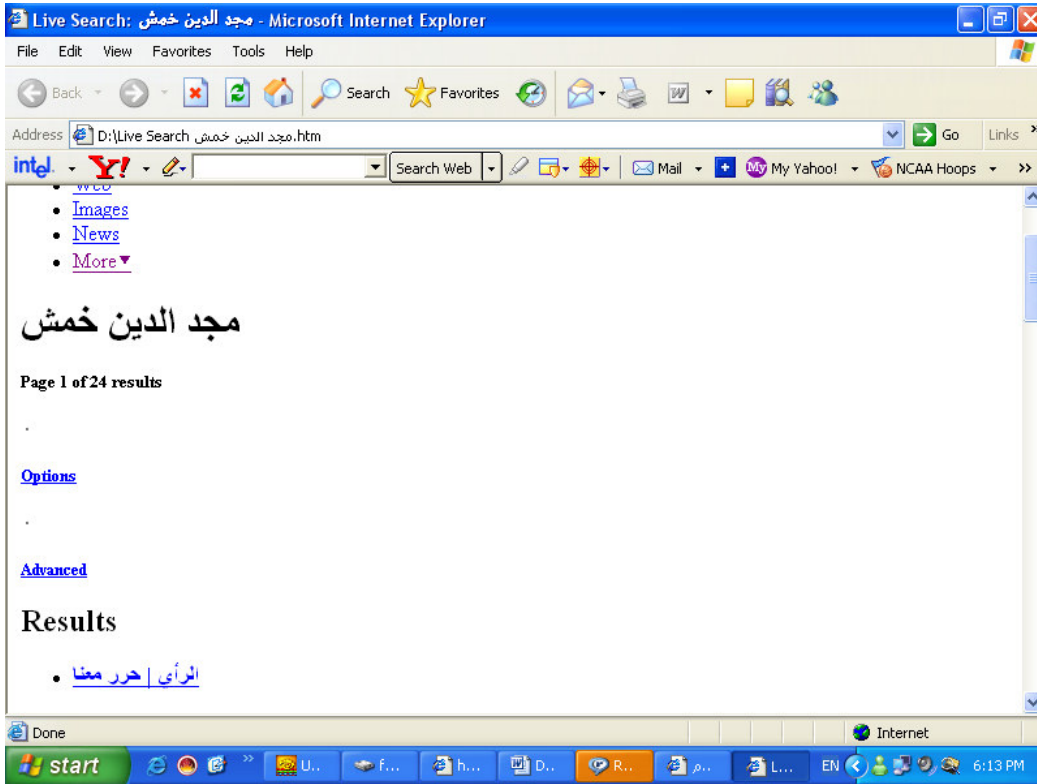 Live Search: مجد الدين خمش - Microsoft Internet Explorer
File Edit View Favorites Tools Help
Back Search Favorites
Address D:\Live Search مجد الدين خمش.htm Go Links »
intel. Y! Search Web Mail My Yahoo! NCAA Hoops »
Web
Images
News
More▼
مجد الدين خمش
Page 1 of 24 results
·
Options
·
Advanced
Results
الرأي | حرر معنا
Done Internet
start » U.. f... h... D.. R.. م.. L... EN 6:13 PM